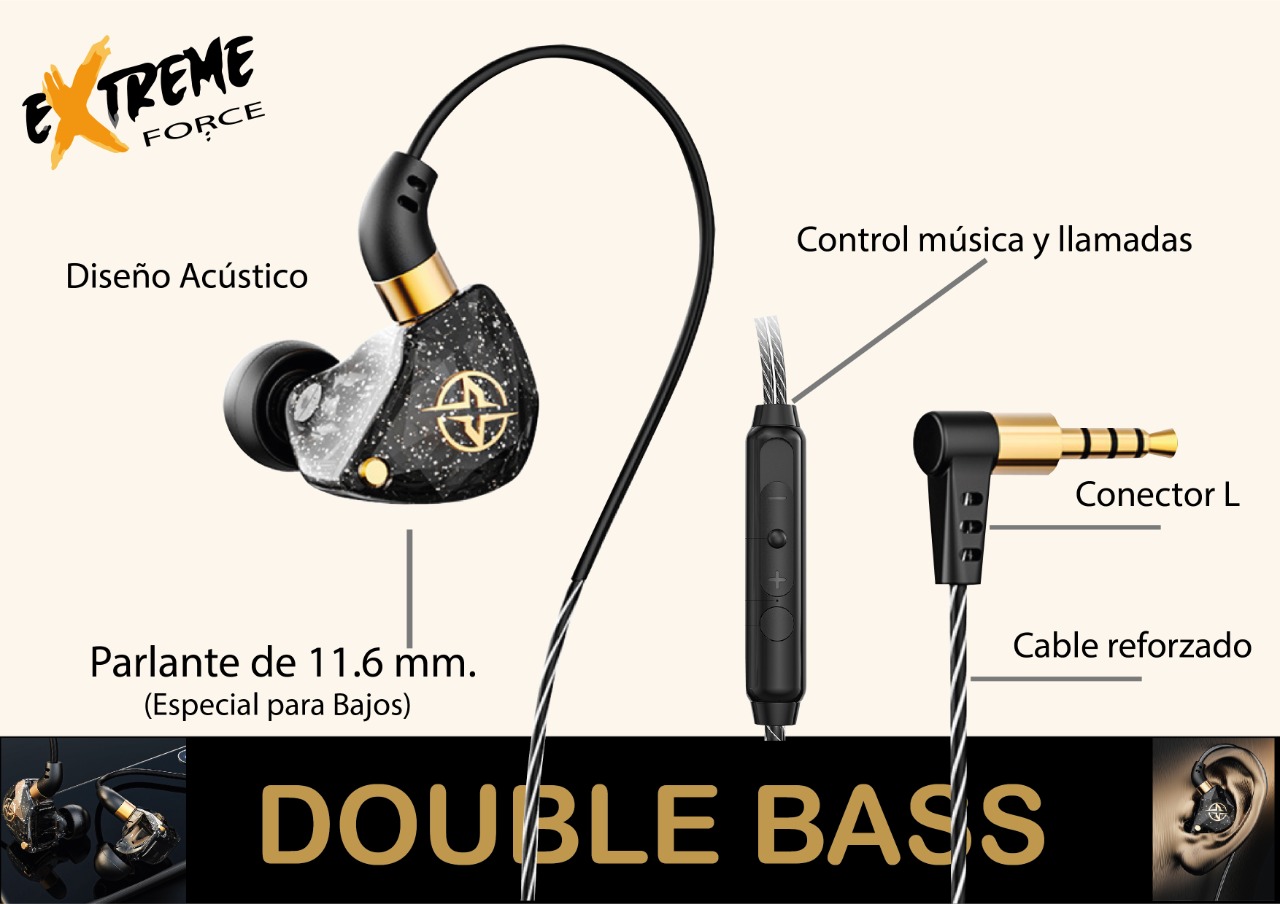 EXTREME
FORCE
Diseño Acústico
Control música y llamadas
Conector L
Cable reforzado
Parlante de 11.6 mm.
(Especial para Bajos)
DOUBLE BASS